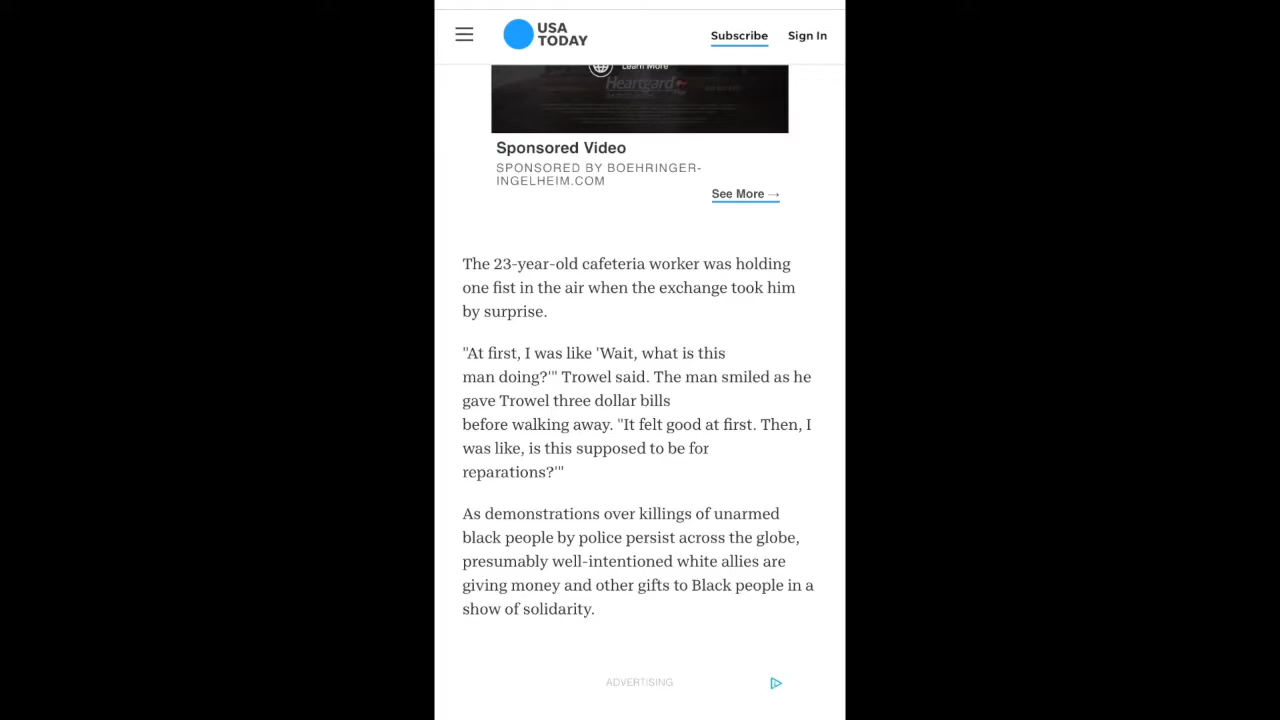 USA
TODAY
Subscribe
Sign In
Learn More
Heartgard
Sponsored Video
SPONSORED BY BOEHRINGER-
INGELHEIM.COM
See More →
The 23-year-old cafeteria worker was holding
one fist in the air when the exchange took him
by surprise.
"At first, I was like 'Wait, what is this
man doing?'" Trowel said. The man smiled as he
gave Trowel three dollar bills
before walking away. "It felt good at first. Then, I
was like, is this supposed to be for
reparations?'"
As demonstrations over killings of unarmed
black people by police persist across the globe,
presumably well-intentioned white allies are
giving money and other gifts to Black people in a
show of solidarity.
ADVERTISING